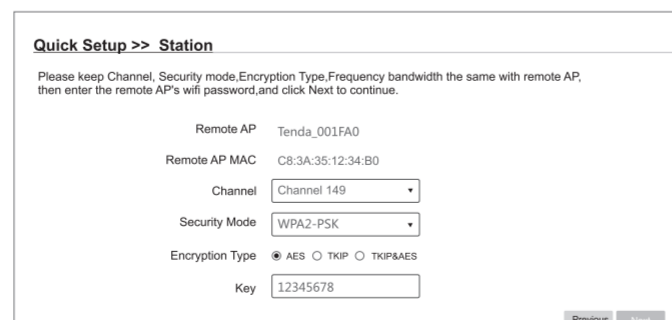 Quick Setup >> Station
Please keep Channel, Security mode,Encryption Type,Frequency bandwidth the same with remote AP,
then enter the remote AP's wifi password,and click Next to continue.
Remote AP Tenda_001FA0
Remote AP MAC C8:3A:35:12:34:B0
Channel Channel 149
Security Mode WPA2-PSK
Encryption Type AES TKIP TKIP&AES
Key 12345678
Previous Next